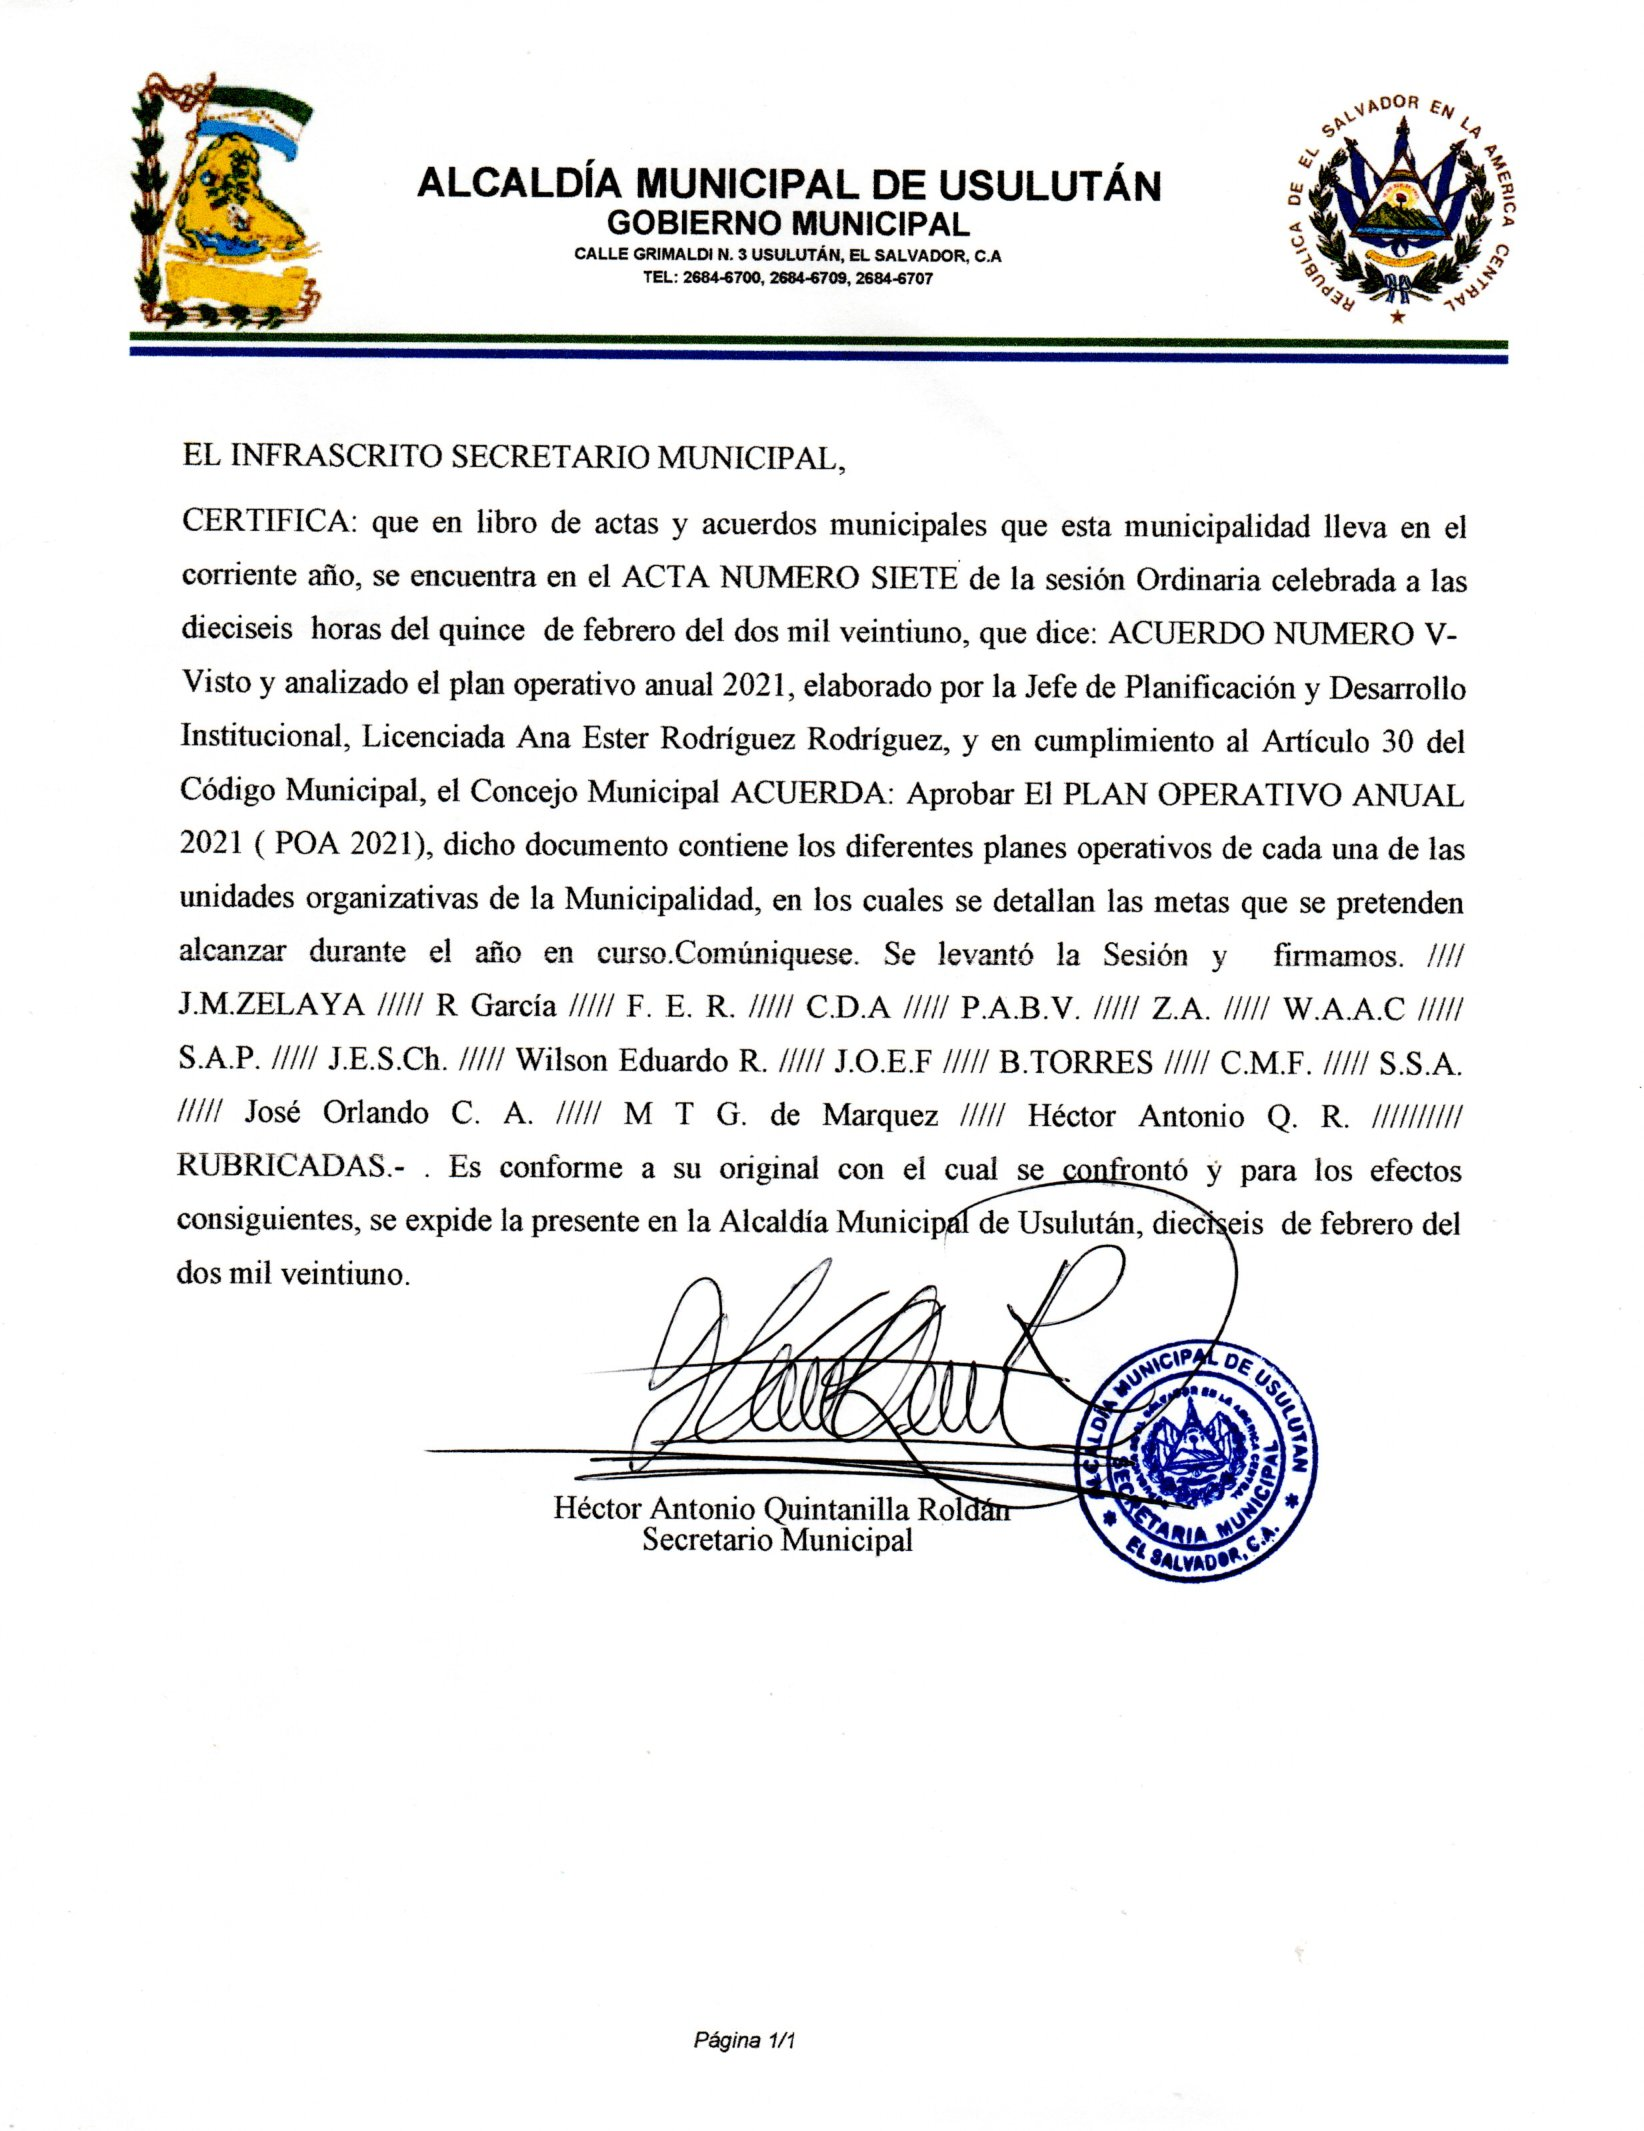 REPUBLICA DE EL SALVADOR EN LA AMERICA CENTRAL
ALCALDÍA MUNICIPAL DE USULUTÁN
GOBIERNO MUNICIPAL
CALLE GRIMALDI N. 3 USULUTÁN, EL SALVADOR, C.A
TEL: 2684-6700, 2684-6709, 2684-6707
EL INFRASCRITO SECRETARIO MUNICIPAL,
CERTIFICA: que en libro de actas y acuerdos municipales que esta municipalidad lleva en el
corriente año, se encuentra en el ACTA NUMERO SIETE de la sesión Ordinaria celebrada a las
dieciseis horas del quince de febrero del dos mil veintiuno, que dice: ACUERDO NUMERO V-
Visto y analizado el plan operativo anual 2021, elaborado por la Jefe de Planificación y Desarrollo
Institucional, Licenciada Ana Ester Rodríguez Rodríguez, y en cumplimiento al Artículo 30 del
Código Municipal, el Concejo Municipal ACUERDA: Aprobar El PLAN OPERATIVO ANUAL
2021 ( POA 2021), dicho documento contiene los diferentes planes operativos de cada una de las
unidades organizativas de la Municipalidad, en los cuales se detallan las metas que se pretenden
alcanzar durante el año en curso.Comúniquese. Se levantó la Sesión y firmamos. ////
J.M.ZELAYA ///// R García ///// F. E. R. ///// C.D.A ///// P.A.B.V. ///// Z.A. ///// W.A.A.C /////
S.A.P. ///// J.E.S.Ch. ///// Wilson Eduardo R. ///// J.O.E.F ///// B.TORRES ///// C.M.F. ///// S.S.A.
///// José Orlando C. A. ///// M T G. de Marquez ///// Héctor Antonio Q. R. //////////
RUBRICADAS.- . Es conforme a su original con el cual se confrontó y para los efectos
consiguientes, se expide la presente en la Alcaldía Municipal de Usulután, dieciseis de febrero del
dos mil veintiuno.
Héctor Antonio Quintanilla Roldán
Secretario Municipal
ALCALDÍA MUNICIPAL DE USULUTAN
SECRETARIA MUNICIPAL
EL SALVADOR, C.A.
Página 1/1